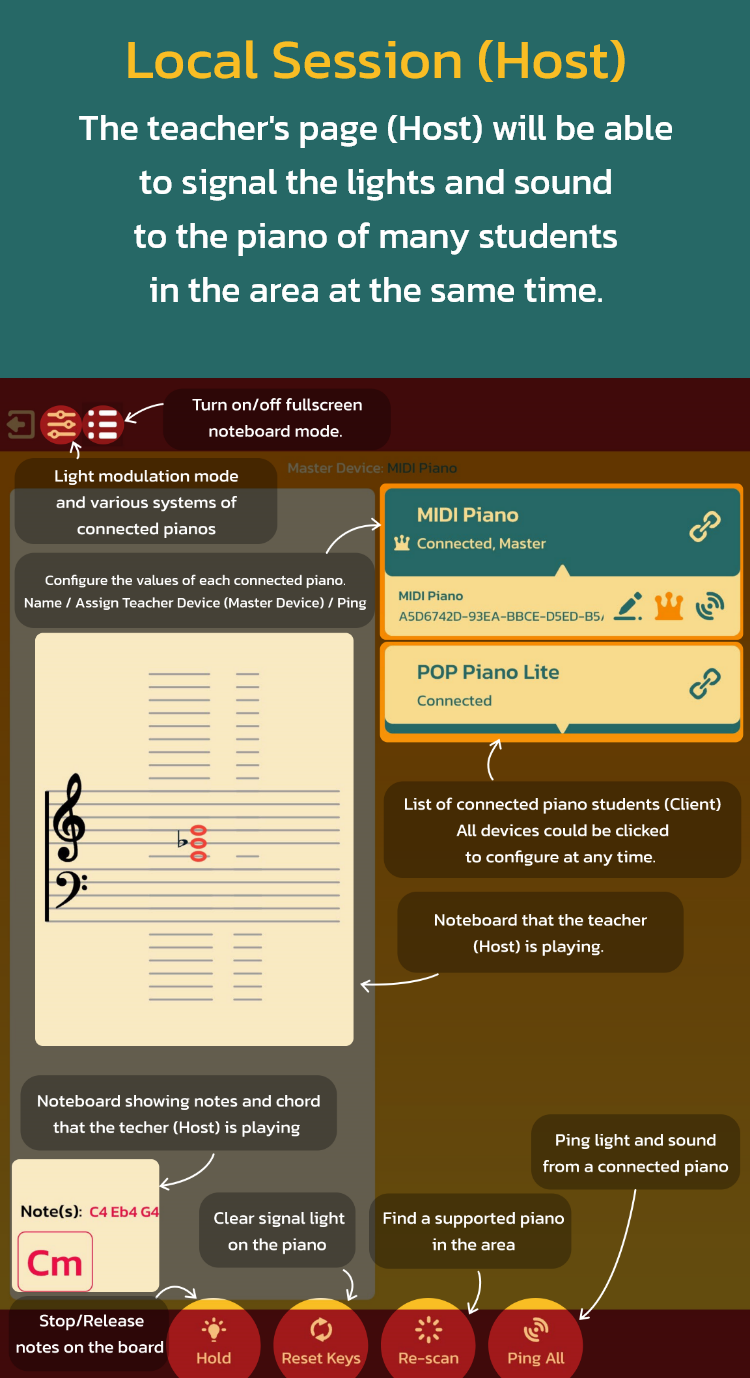 Local Session (Host)
The teacher's page (Host) will be able
to signal the lights and sound
to the piano of many students
in the area at the same time.
Turn on/off fullscreen
noteboard mode.
Light modulation mode
and various systems of
connected pianos
Master Device: MIDI Piano
Configure the values of each connected piano.
Name / Assign Teacher Device (Master Device) / Ping
MIDI Piano
Connected, Master
MIDI Piano
A5D6742D-93EA-BBCE-D5ED-B5
POP Piano Lite
Connected
List of connected piano students (Client)
All devices could be clicked
to configure at any time.
Noteboard that the teacher
(Host) is playing.
Noteboard showing notes and chord
that the techer (Host) is playing
Note(s): C4 Eb4 G4
Cm
Ping light and sound
from a connected piano
Clear signal light
on the piano
Find a supported piano
in the area
Stop/Release
notes on the board
Hold
Reset Keys
Re-scan
Ping All